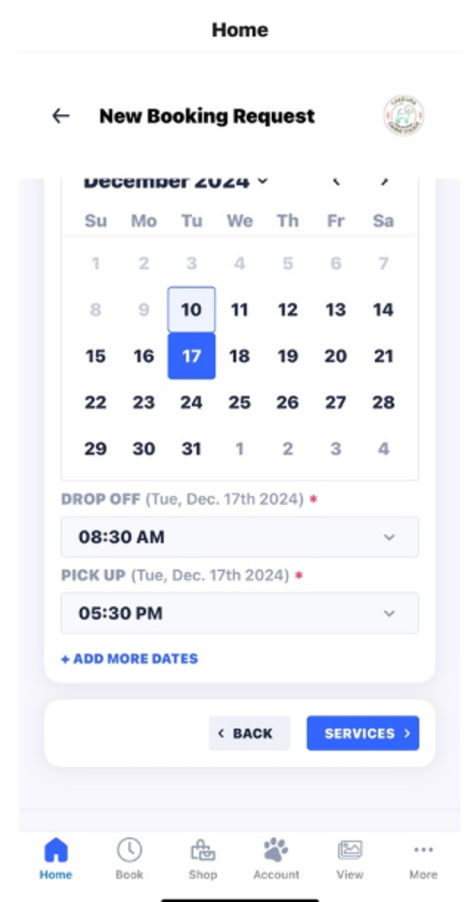 Home
New Booking Request
December 2024
Su Mo Tu We Th Fr Sa
1 2 3 4 5 6 7
8 9 10 11 12 13 14
15 16 17 18 19 20 21
22 23 24 25 26 27 28
29 30 31 1 2 3 4
DROP OFF (Tue, Dec. 17th 2024) *
08:30 AM
PICK UP (Tue, Dec. 17th 2024) *
05:30 PM
+ ADD MORE DATES
< BACK SERVICES >
Home Book Shop Account View More